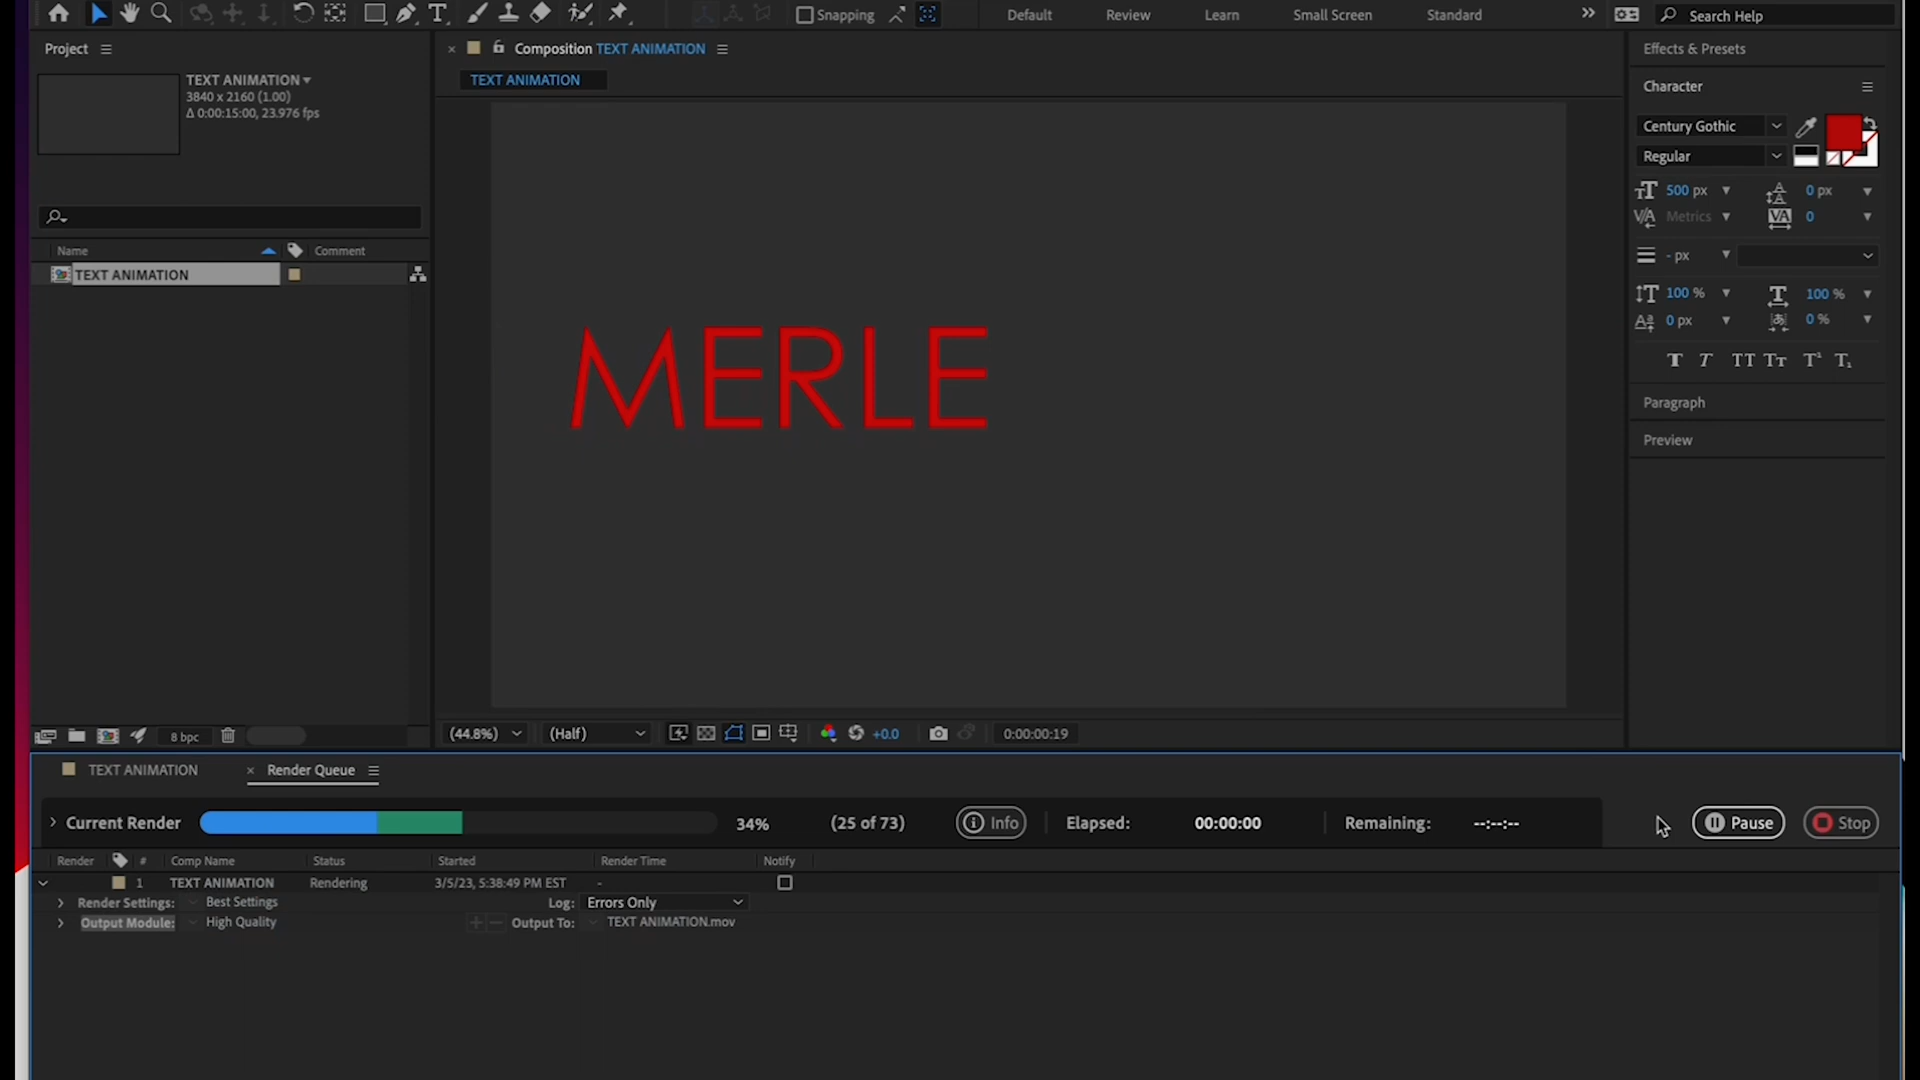 Snapping
Default
Review
Learn
Small Screen
Standard
Search Help
Project
TEXT ANIMATION
3840 x 2160 (1.00)
Δ 0:00:15:00, 23.976 fps
Name
Comment
TEXT ANIMATION
Composition TEXT ANIMATION
TEXT ANIMATION
MERLE
Effects & Presets
Character
Century Gothic
Regular
500 px
0 px
Metrics
0
- px
100 %
100 %
0 px
0 %
Paragraph
Preview
8 bpc
(44.8%)
(Half)
+0.0
0:00:00:19
TEXT ANIMATION
Render Queue
Current Render
34%
(25 of 73)
Info
Elapsed:
00:00:00
Remaining:
--:--:--
Pause
Stop
Render
#
Comp Name
Status
Started
Render Time
Notify
1
TEXT ANIMATION
Rendering
3/5/23, 5:38:49 PM EST
-
Render Settings:
Best Settings
Log:
Errors Only
Output Module:
High Quality
Output To:
TEXT ANIMATION.mov